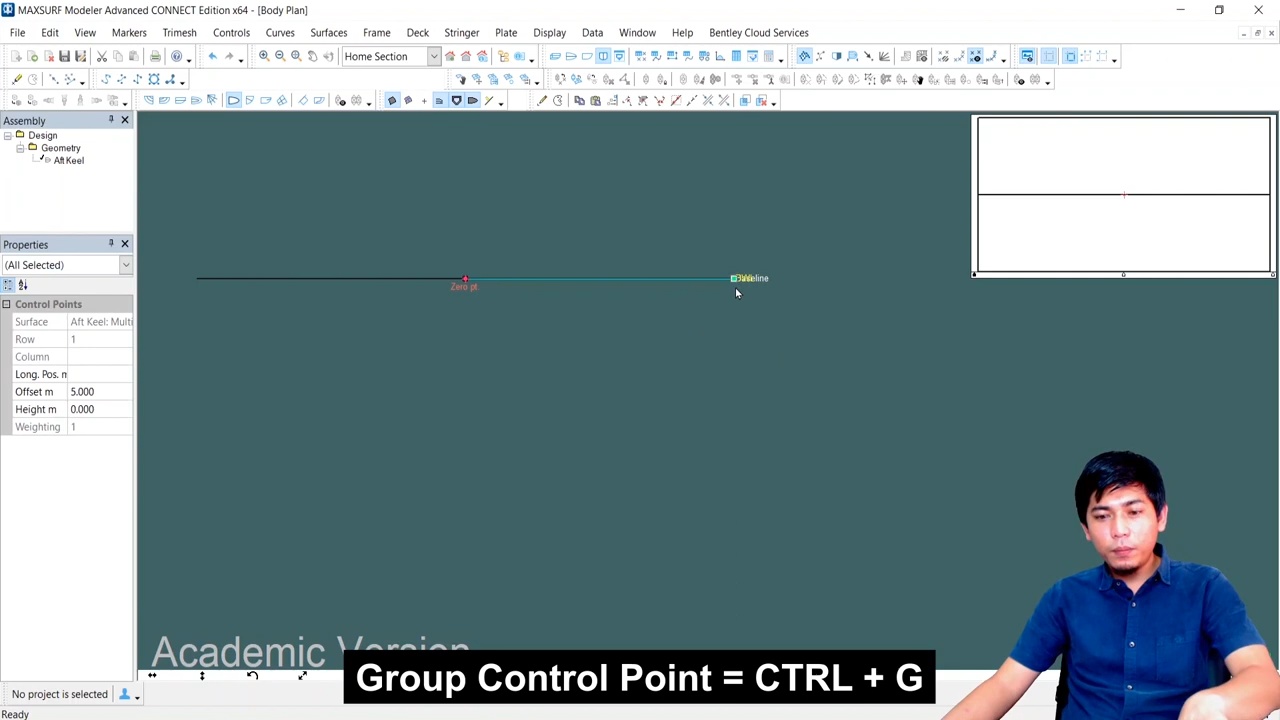 MAXSURF Modeler Advanced CONNECT Edition x64 - [Body Plan]
File Edit View Markers Trimesh Controls Curves Surfaces Frame Deck Stringer Plate Display Data Window Help Bentley Cloud Services
Home Section
Assembly
Design
Geometry
Aft Keel
Properties
(All Selected)
Control Points
Surface Aft Keel: Multi
Row 1
Column
Long. Pos. m
Offset m 5.000
Height m 0.000
Weighting 1
Zero pt.
Baseline
Academic Version
Group Control Point = CTRL + G
No project is selected
Ready